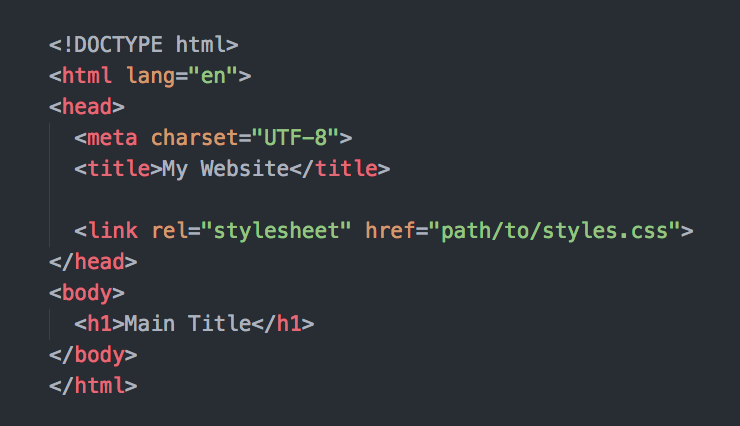 <!DOCTYPE html>
<html lang="en">
<head>
  <meta charset="UTF-8">
  <title>My Website</title>

  <link rel="stylesheet" href="path/to/styles.css">
</head>
<body>
  <h1>Main Title</h1>
</body>
</html>